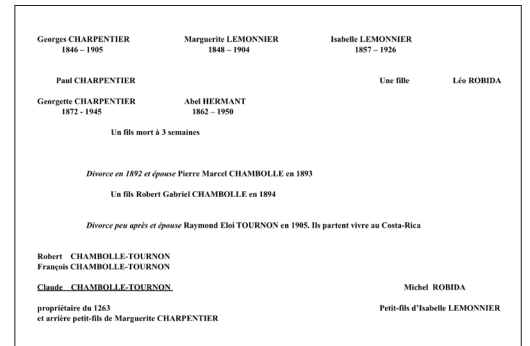 Georges CHARPENTIER Marguerite LEMONNIER Isabelle LEMONNIER
1846 – 1905 1848 – 1904 1857 – 1926
Paul CHARPENTIER Une fille Léo ROBIDA
Georgette CHARPENTIER Abel HERMANT
1872 - 1945 1862 – 1950
Un fils mort à 3 semaines
Divorce en 1892 et épouse Pierre Marcel CHAMBOLLE en 1893
Un fils Robert Gabriel CHAMBOLLE en 1894
Divorce peu après et épouse Raymond Eloi TOURNON en 1905. Ils partent vivre au Costa-Rica
Robert CHAMBOLLE-TOURNON
François CHAMBOLLE-TOURNON
Claude CHAMBOLLE-TOURNON Michel ROBIDA
propriétaire du 1263 Petit-fils d'Isabelle LEMONNIER
et arrière petit-fils de Marguerite CHARPENTIER